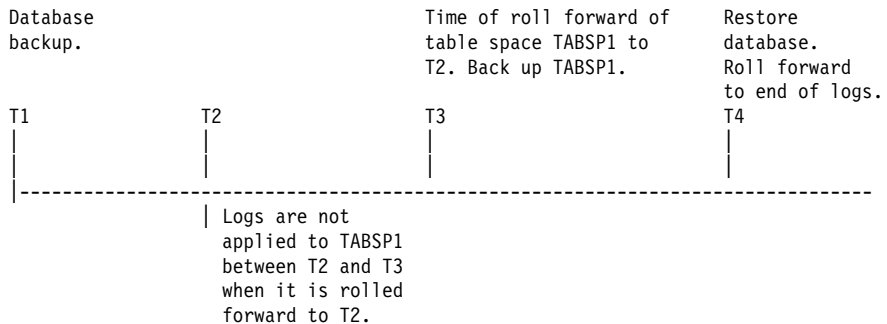 Database
backup.
Time of roll forward of
table space TABSP1 to
T2. Back up TABSP1.
Restore
database.
Roll forward
to end of logs.
T1
T2
T3
T4
Logs are not
applied to TABSP1
between T2 and T3
when it is rolled
forward to T2.